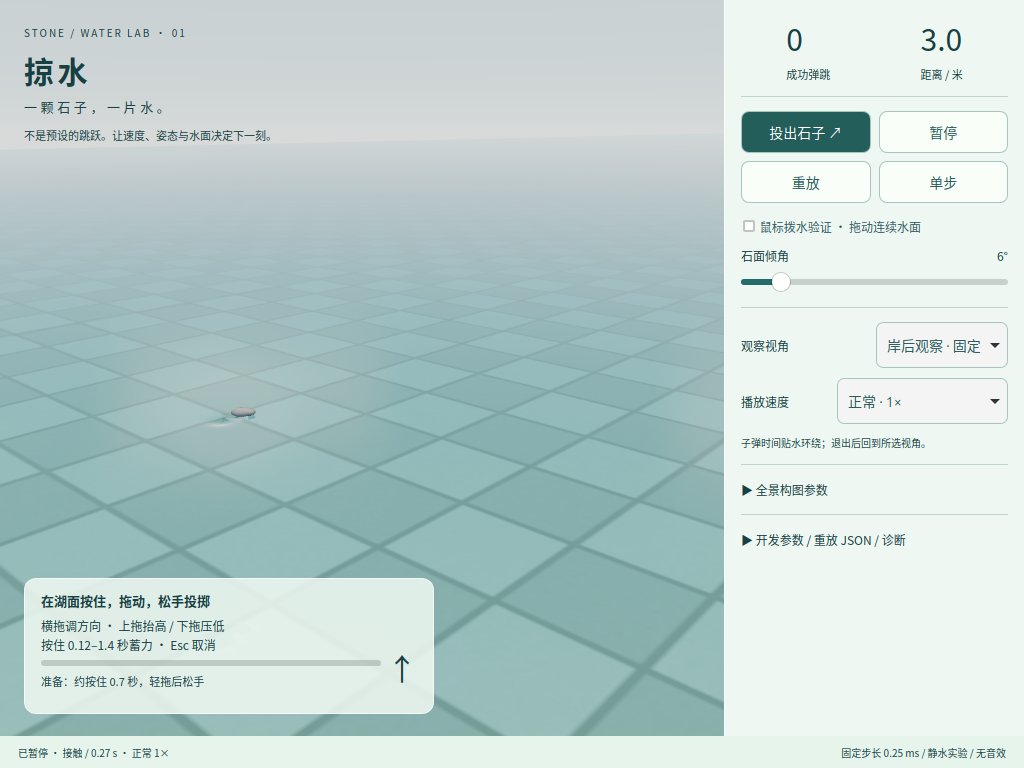 STONE / WATER LAB · 01
掠水
一颗石子，一片水。
不是预设的跳跃。让速度、姿态与水面决定下一刻。
0
成功弹跳
3.0
距离 / 米
投出石子 ↗
暂停
重放
单步
鼠标拨水验证 · 拖动连续水面
石面倾角
6°
观察视角
岸后观察 · 固定
播放速度
正常 · 1×
子弹时间贴水环绕；退出后回到所选视角。
▶ 全景构图参数
▶ 开发参数 / 重放 JSON / 诊断
在湖面按住，拖动，松手投掷
横拖调方向 · 上拖抬高 / 下拖压低
按住 0.12–1.4 秒蓄力 · Esc 取消
↑
准备：约按住 0.7 秒，轻拖后松手
已暂停 · 接触 / 0.27 s · 正常 1×
固定步长 0.25 ms / 静水实验 / 无音效